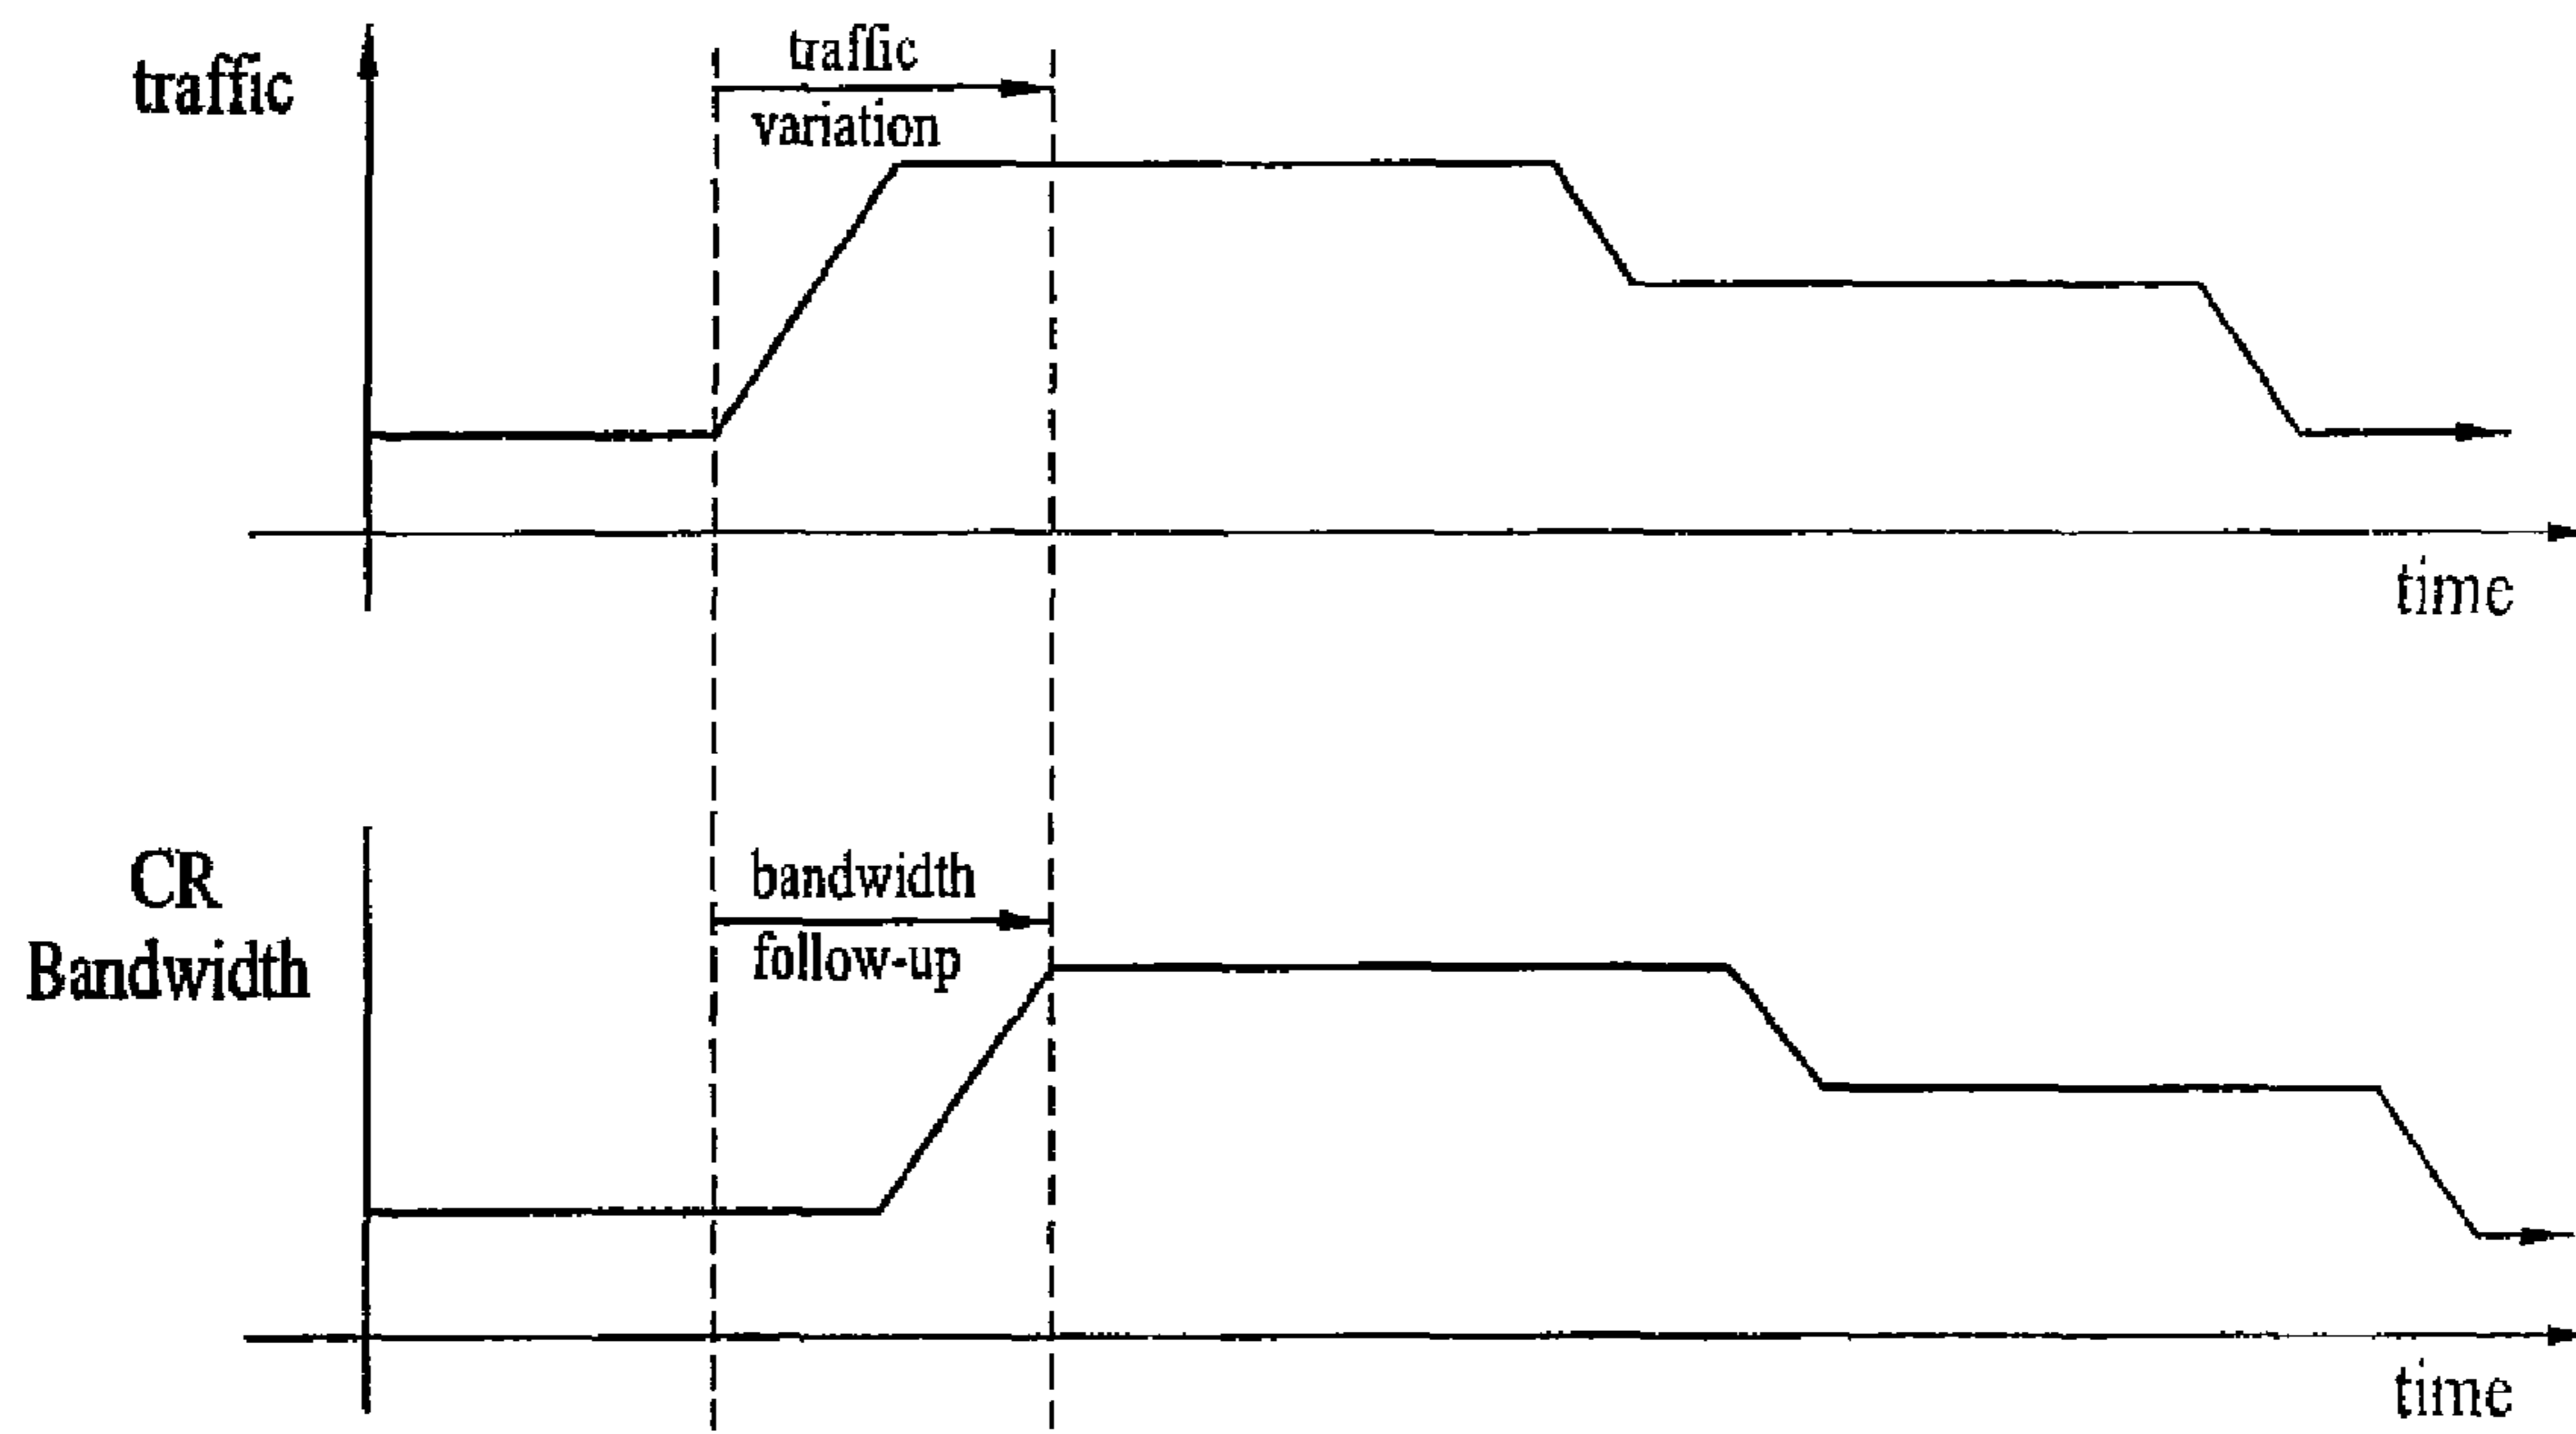 traffic
traffic
variation
time
CR
Bandwidth
bandwidth
follow-up
time